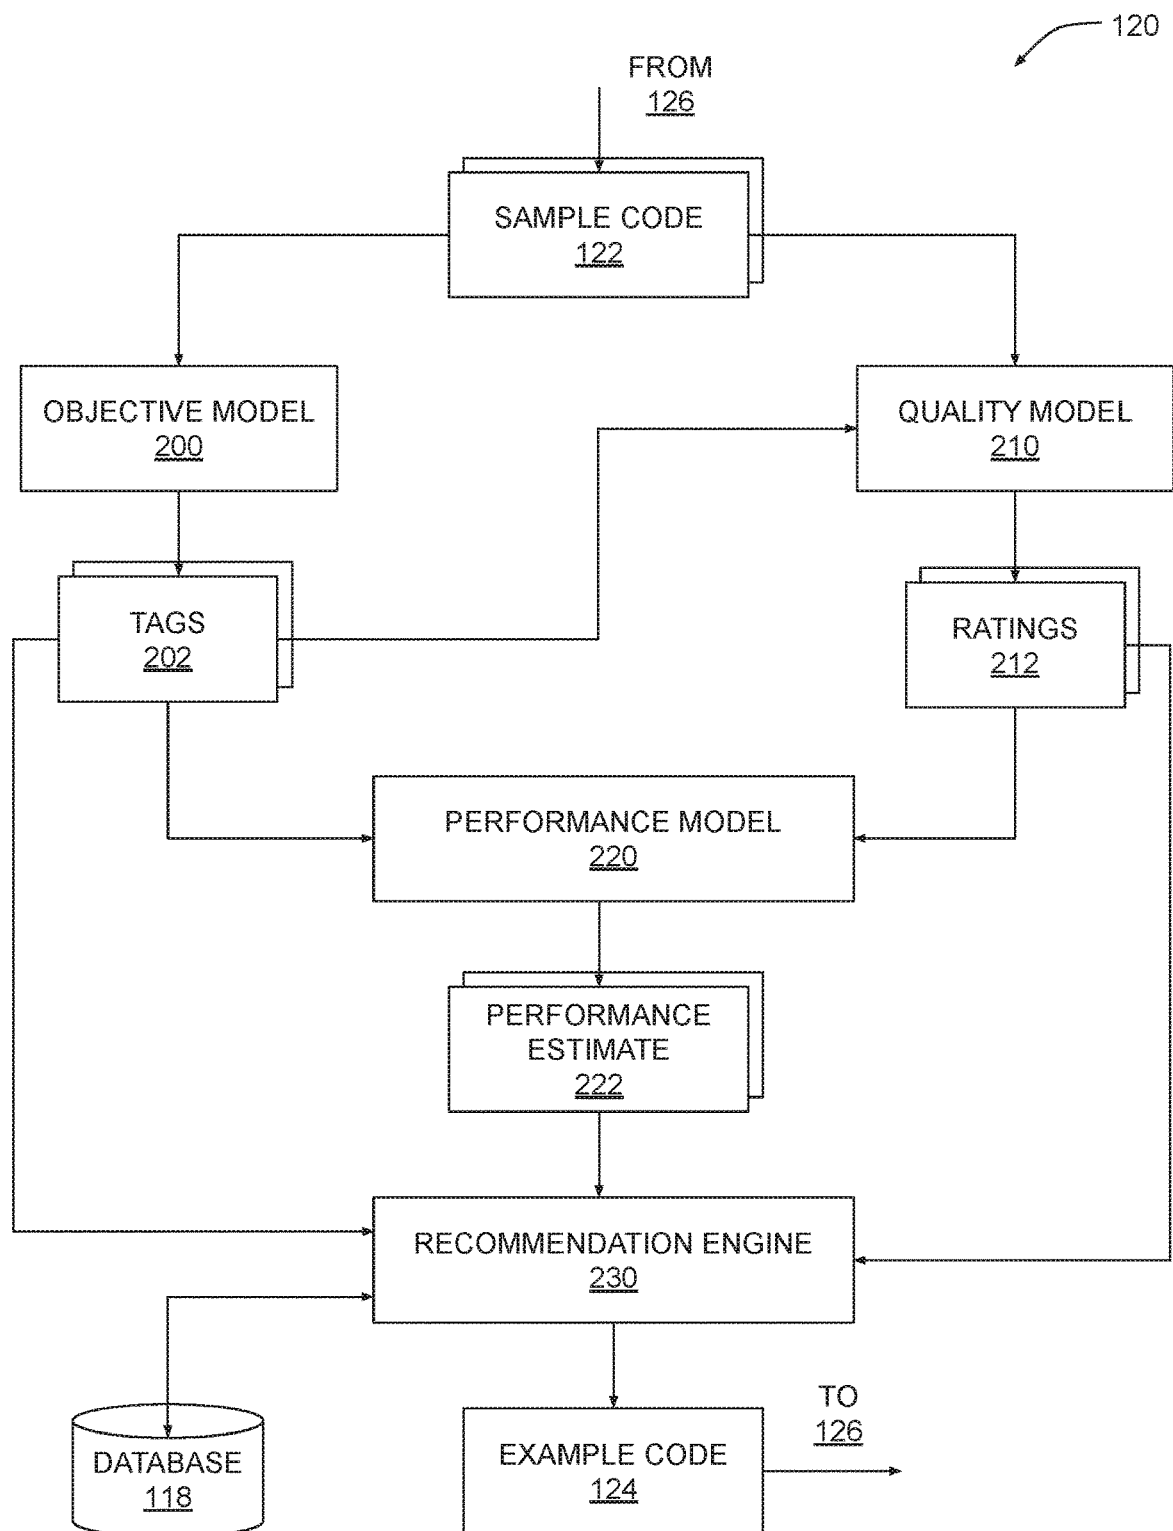 120
FROM
126
SAMPLE CODE
122
OBJECTIVE MODEL
200
QUALITY MODEL
210
TAGS
202
RATINGS
212
PERFORMANCE MODEL
220
PERFORMANCE
ESTIMATE
222
RECOMMENDATION ENGINE
230
DATABASE
118
EXAMPLE CODE
124
TO
126